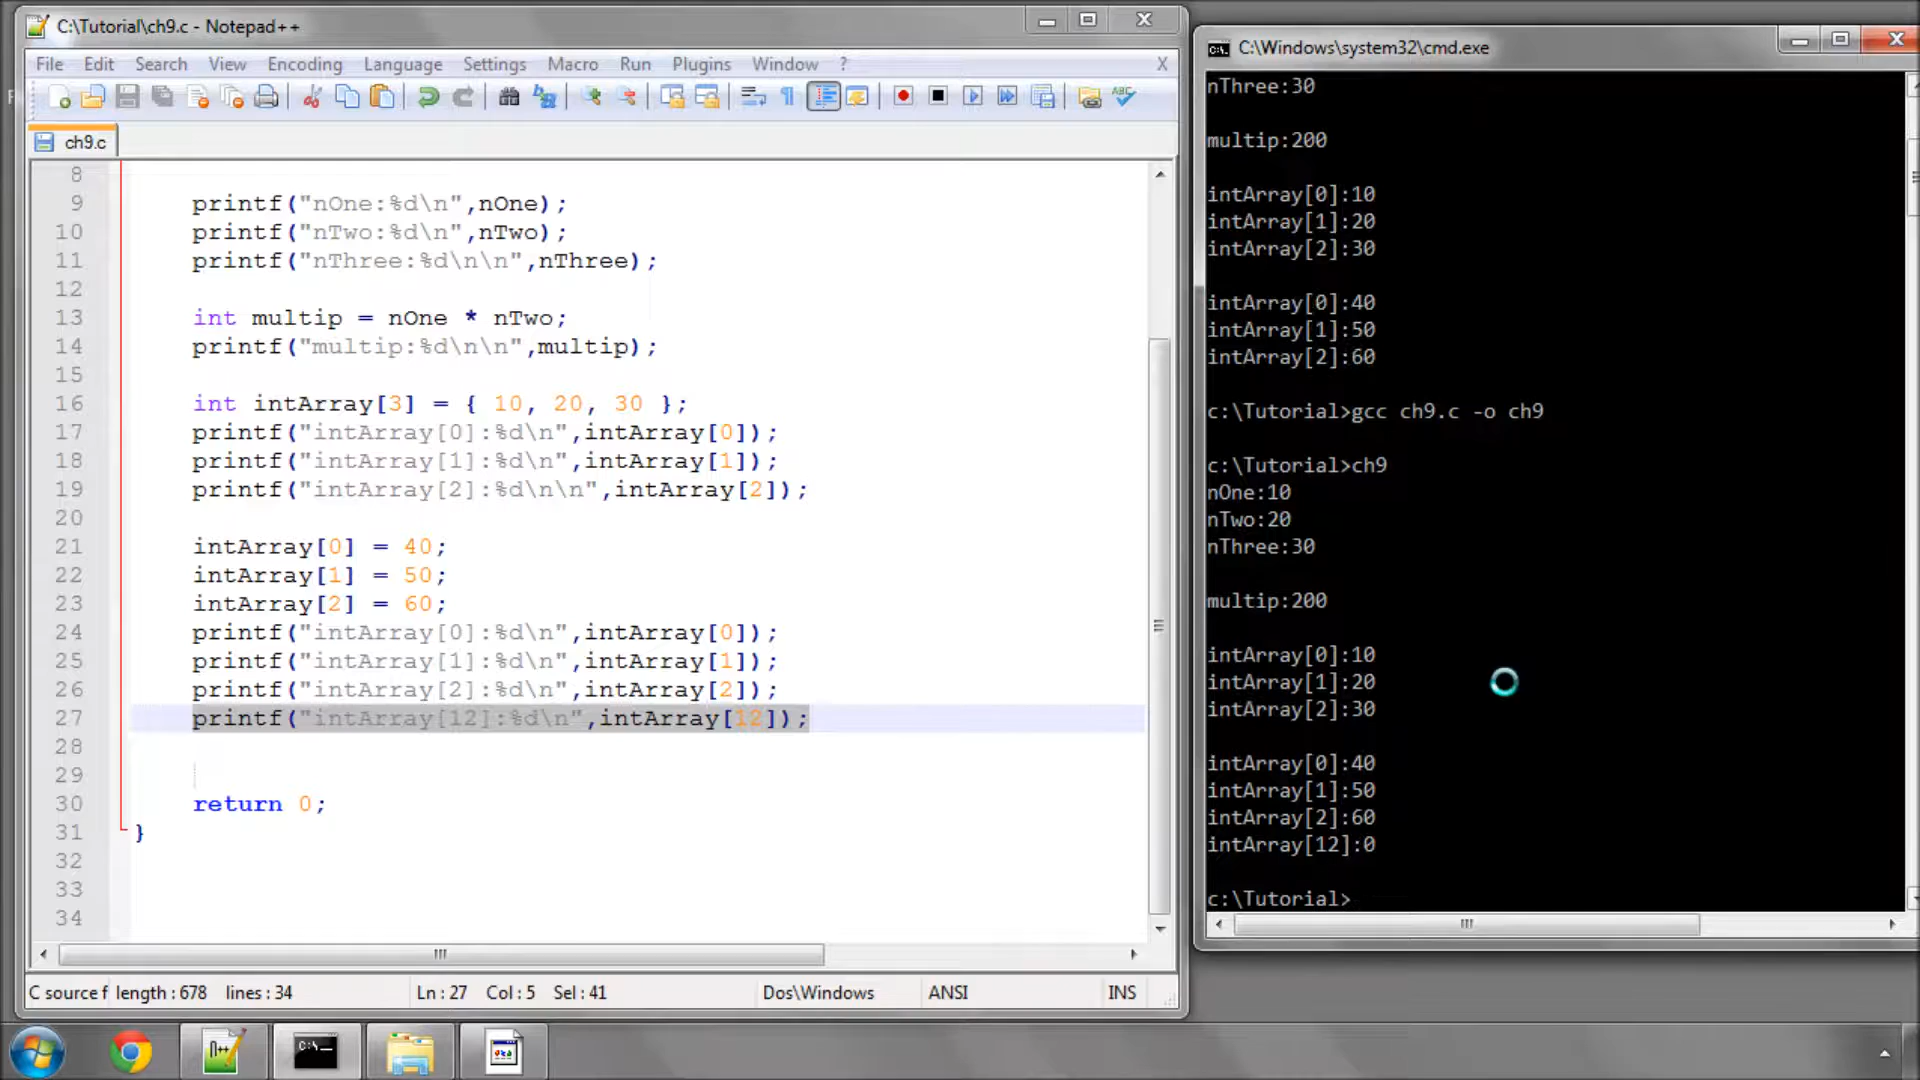 C:\Tutorial\ch9.c - Notepad++
File Edit Search View Encoding Language Settings Macro Run Plugins Window ? X
ch9.c
8
9 printf("nOne:%d\n",nOne);
10 printf("nTwo:%d\n",nTwo);
11 printf("nThree:%d\n\n",nThree);
12
13 int multip = nOne * nTwo;
14 printf("multip:%d\n\n",multip);
15
16 int intArray[3] = { 10, 20, 30 };
17 printf("intArray[0]:%d\n",intArray[0]);
18 printf("intArray[1]:%d\n",intArray[1]);
19 printf("intArray[2]:%d\n\n",intArray[2]);
20
21 intArray[0] = 40;
22 intArray[1] = 50;
23 intArray[2] = 60;
24 printf("intArray[0]:%d\n",intArray[0]);
25 printf("intArray[1]:%d\n",intArray[1]);
26 printf("intArray[2]:%d\n",intArray[2]);
27 printf("intArray[12]:%d\n",intArray[12]);
28
29
30 return 0;
31 }
32
33
34
C source f length : 678 lines : 34 Ln : 27 Col : 5 Sel : 41 Dos\Windows ANSI INS
C:\Windows\system32\cmd.exe
nThree:30
multip:200
intArray[0]:10
intArray[1]:20
intArray[2]:30
intArray[0]:40
intArray[1]:50
intArray[2]:60
c:\Tutorial>gcc ch9.c -o ch9
c:\Tutorial>ch9
nOne:10
nTwo:20
nThree:30
multip:200
intArray[0]:10
intArray[1]:20
intArray[2]:30
intArray[0]:40
intArray[1]:50
intArray[2]:60
intArray[12]:0
c:\Tutorial>